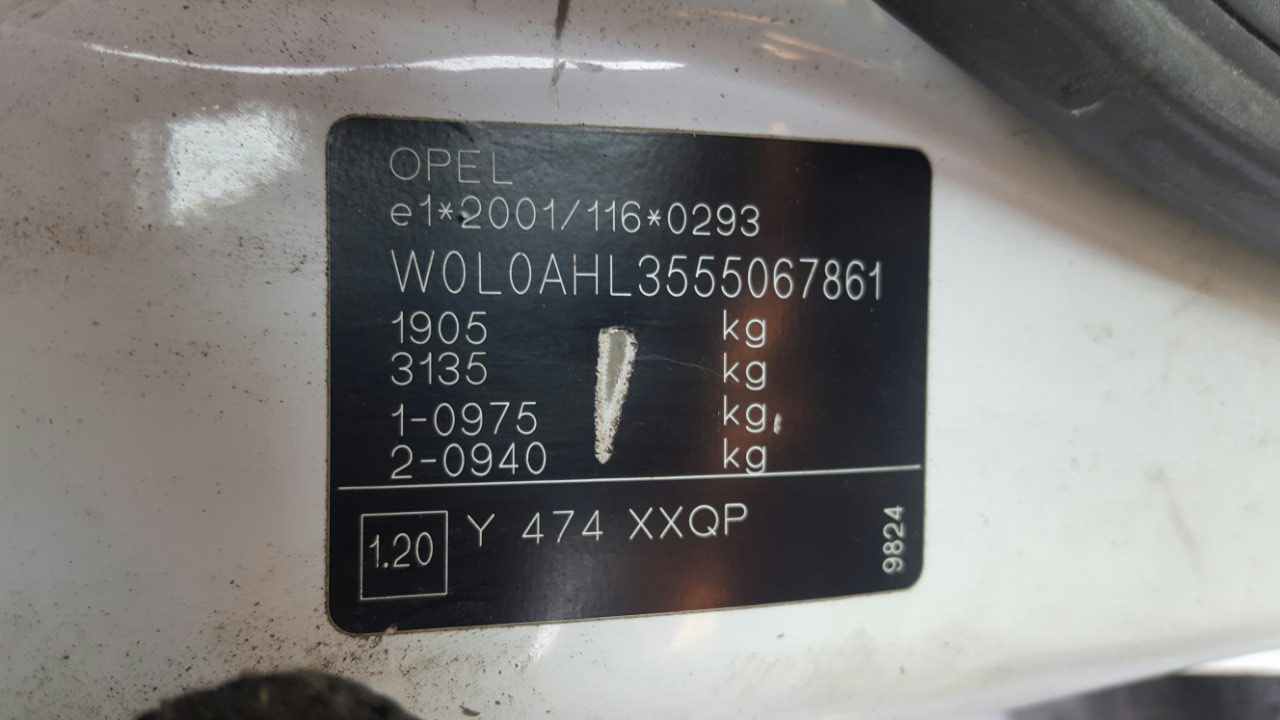 OPEL
e1*2001/116*0293
W0L0AHL3555067861
1905 kg
3135 kg
1-0975 kg
2-0940 kg
1.20 Y 474 XXQP
9824